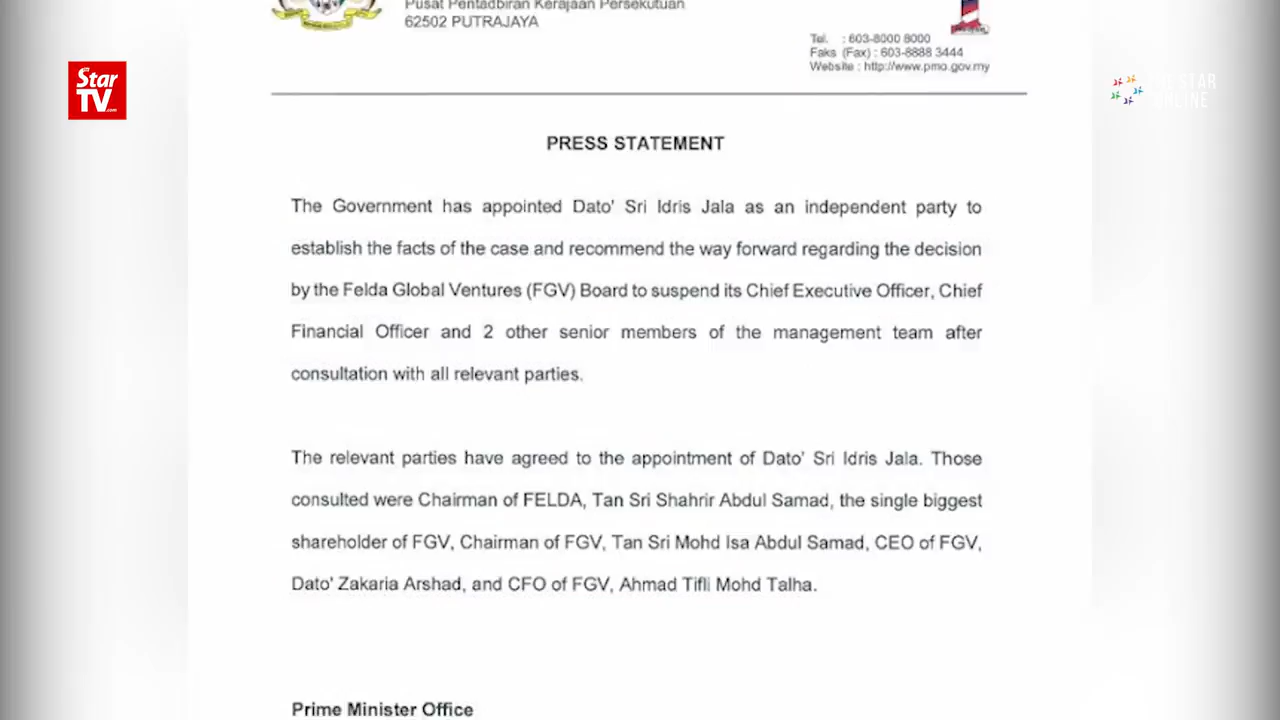 Pusat Pentadbiran Kerajaan Persekutuan
62502 PUTRAJAYA
Tel. : 603-8000 8000
Faks (Fax) : 603-8888 3444
Website : http://www.pmo.gov.my
Star
TV.com
ONLINE
PRESS STATEMENT
The Government has appointed Dato' Sri Idris Jala as an independent party to
establish the facts of the case and recommend the way forward regarding the decision
by the Felda Global Ventures (FGV) Board to suspend its Chief Executive Officer, Chief
Financial Officer and 2 other senior members of the management team after
consultation with all relevant parties.
The relevant parties have agreed to the appointment of Dato' Sri Idris Jala. Those
consulted were Chairman of FELDA, Tan Sri Shahrir Abdul Samad, the single biggest
shareholder of FGV, Chairman of FGV, Tan Sri Mohd Isa Abdul Samad, CEO of FGV,
Dato' Zakaria Arshad, and CFO of FGV, Ahmad Tifli Mohd Talha.
Prime Minister Office